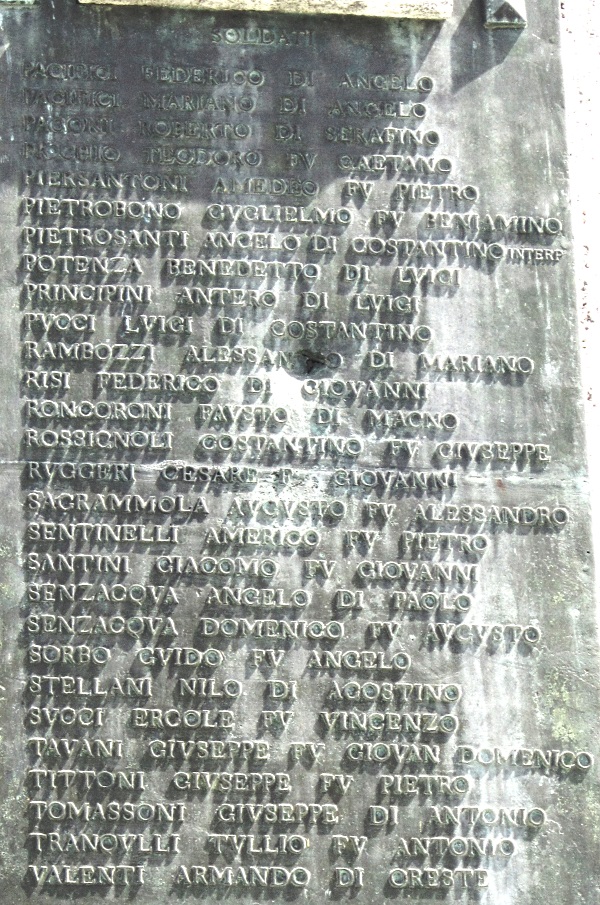 SOLDATI
PACIFICI FEDERICO DI ANGELO
PACIFICI MARIANO DI ANGELO
PAGONI ROBERTO DI SERAFINO
PICCHIO TEODORO FV GAETANO
PIERSANTONI AMEDEO FV PIETRO
PIETROBONO GVGLIELMO FV BENIAMINO
PIETROSANTI ANGELO DI COSTANTINO INTERP
POTENZA BENEDETTO DI LVIGI
PRINCIPINI ANTERO DI LVIGI
PVCCI LVIGI DI COSTANTINO
RAMBOZZI ALESSANDRO DI MARIANO
RISI FEDERICO DI GIOVANNI
RONCORONI FAVSTO DI MAGNO
ROSSIGNOLI COSTANTINO FV GIVSEPPE
RVGGERI CESARE F GIOVANNI
SAGRAMMOLA AVGVSTO FV ALESSANDRO
SENTINELLI AMERICO FV PIETRO
SANTINI GIACOMO FV GIOVANNI
SENZACQVA ANGELO DI PAOLO
SENZACQVA DOMENICO FV AVGVSTO
SORBO GVIDO FV ANGELO
STELLANI NILO DI AGOSTINO
SVCCI ERCOLE FV VINCENZO
TAVANI GIVSEPPE FV GIOVAN DOMENICO
TITTONI GIVSEPPE FV PIETRO
TOMASSONI GIVSEPPE DI ANTONIO
TRANQVLLI TVLLIO FV ANTONIO
VALENTI ARMANDO DI ORESTE